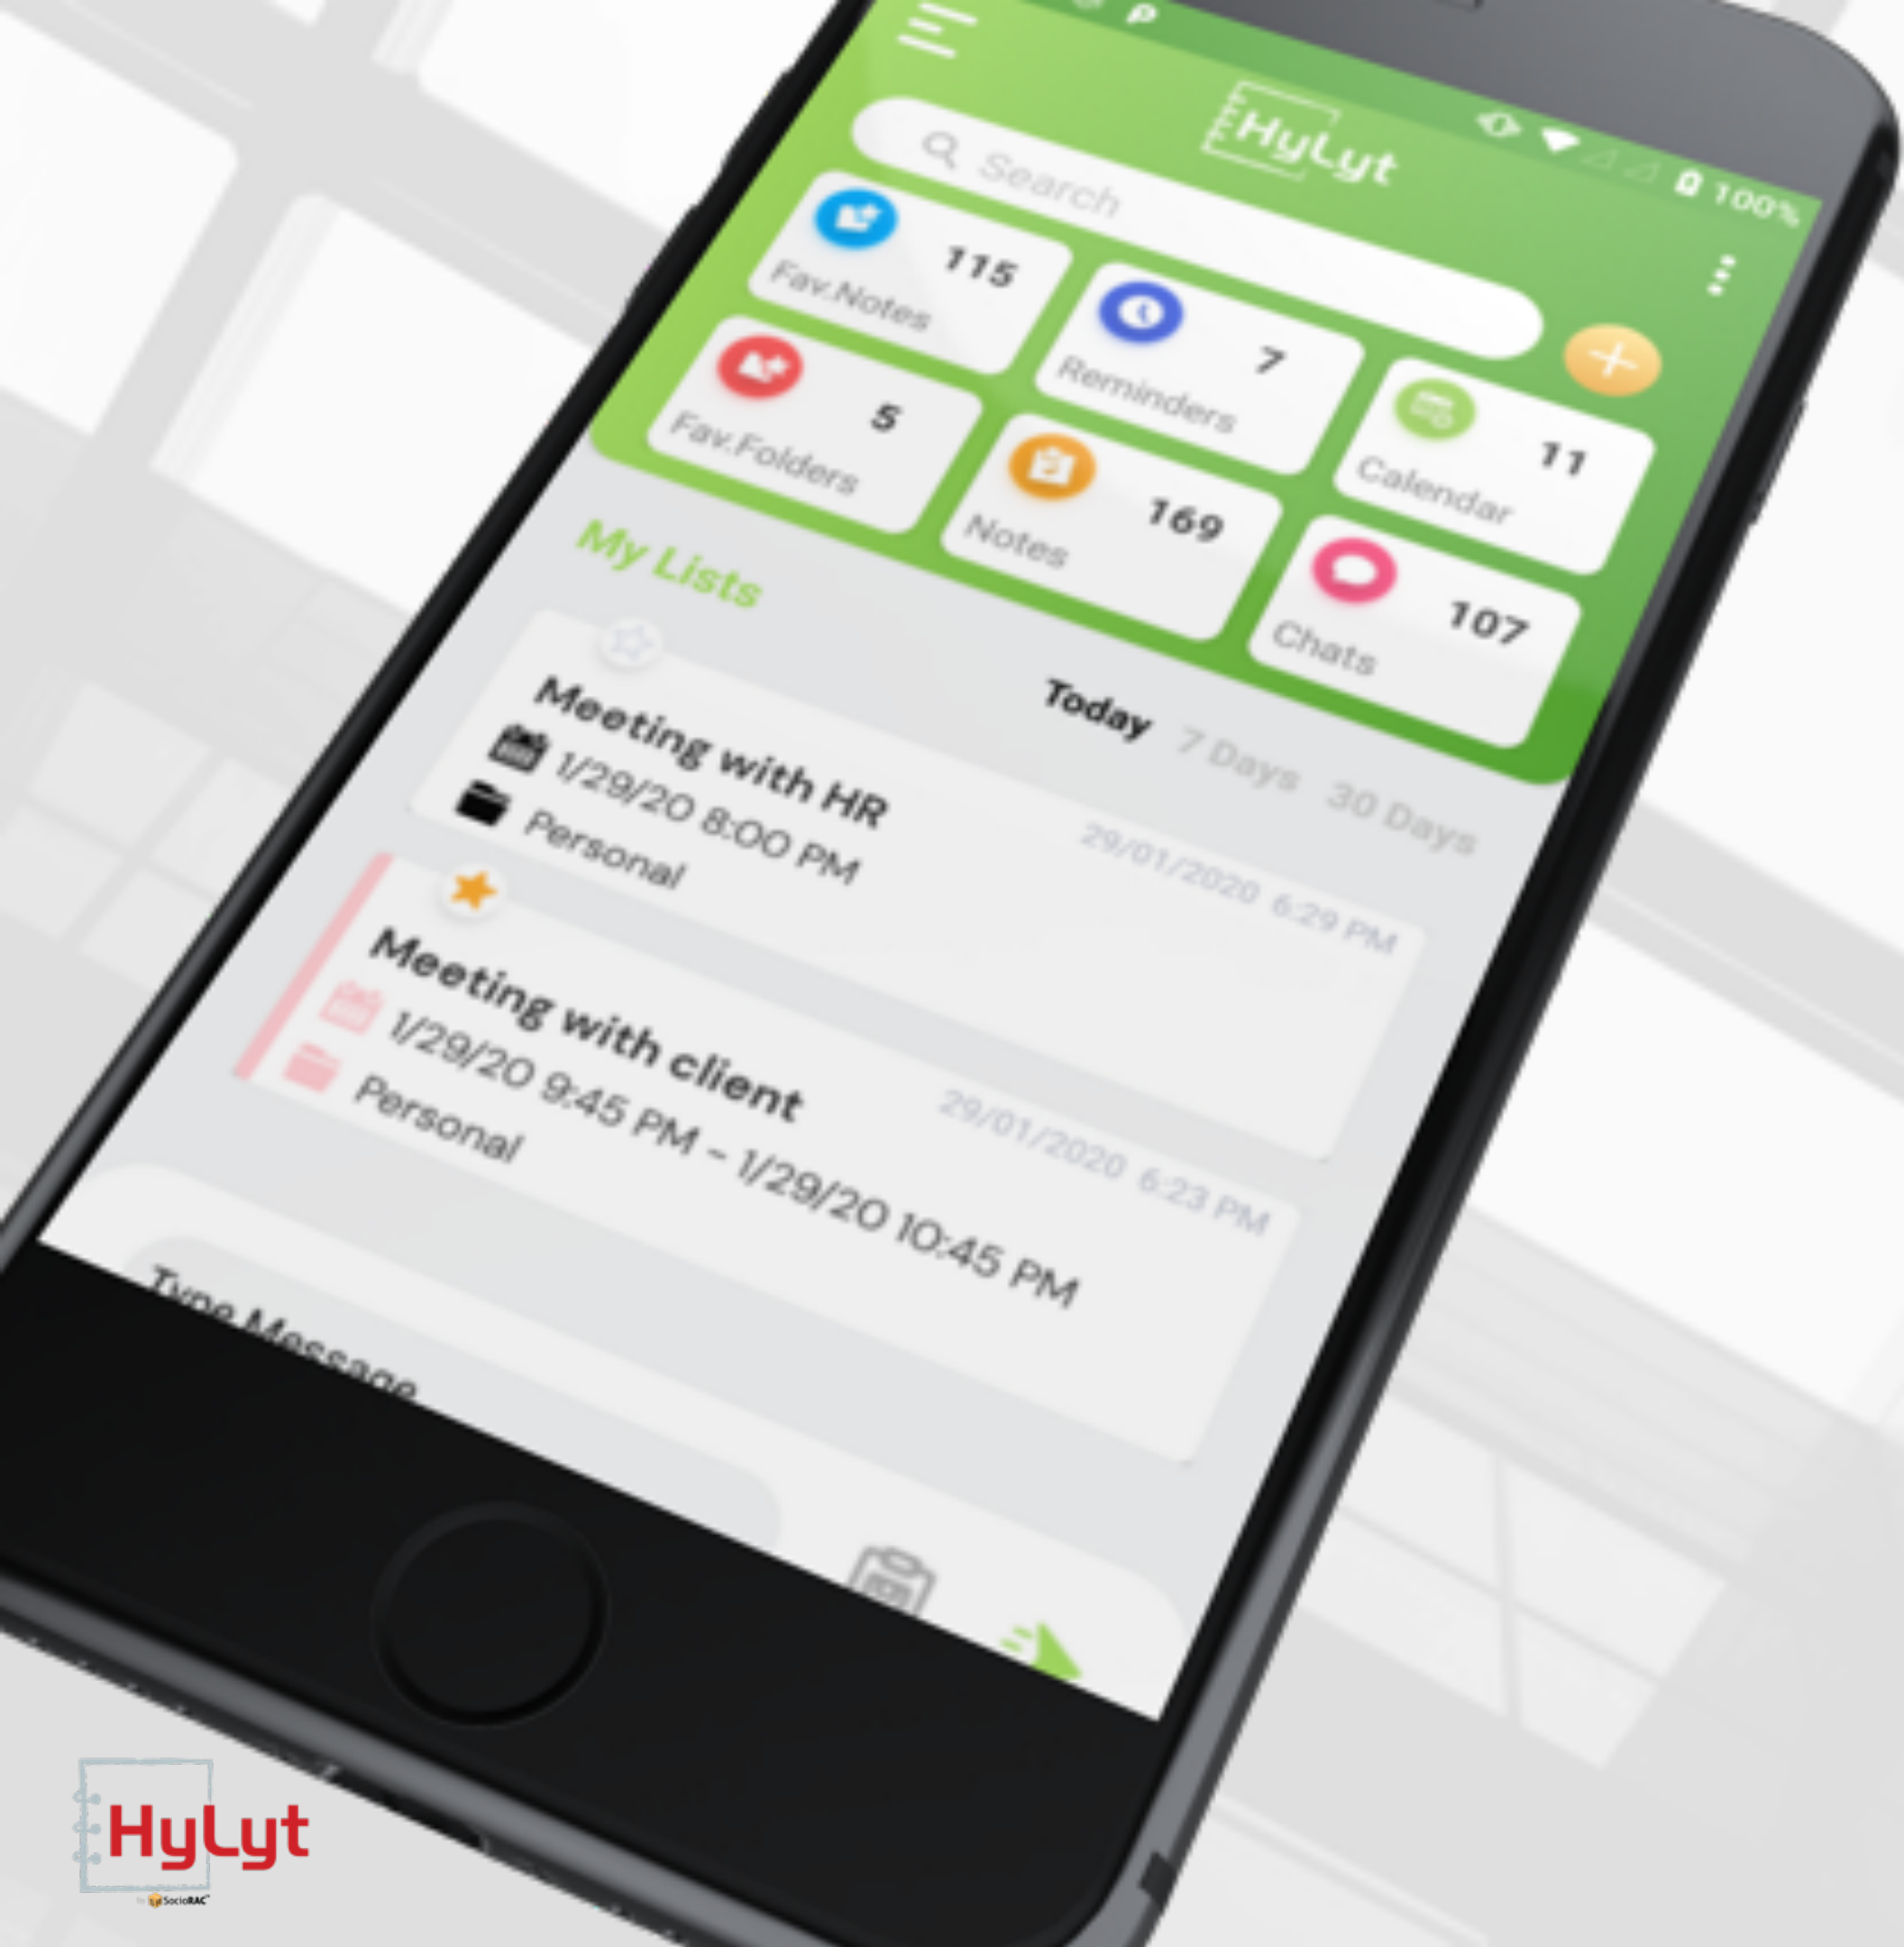 100%
HyLyt
Search
115
Fav.Notes
7
Reminders
11
Calendar
5
Fav.Folders
169
Notes
107
Chats
My Lists
Today 7 Days 30 Days
29/01/2020 6:29 PM
Meeting with HR
1/29/20 8:00 PM
Personal
29/01/2020 6:23 PM
Meeting with client
1/29/20 9:45 PM - 1/29/20 10:45 PM
Personal
Type Message
HyLyt
by SocioRAC